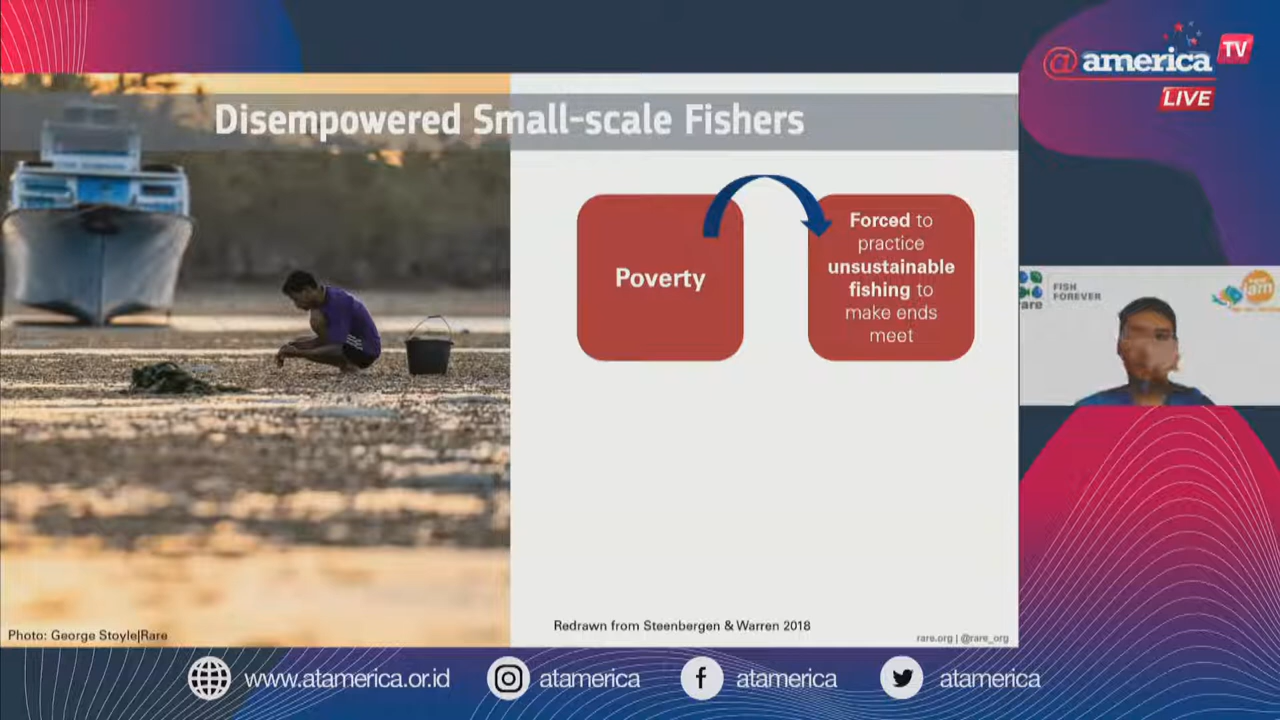 @america TV
LIVE
Disempowered Small-scale Fishers
Poverty
Forced to
practice
unsustainable
fishing to
make ends
meet
rare
FISH
FOREVER
Redrawn from Steenbergen & Warren 2018
Photo: George Stoyle|Rare
rare.org | @rare_org
www.atamerica.or.id
atamerica
atamerica
atamerica